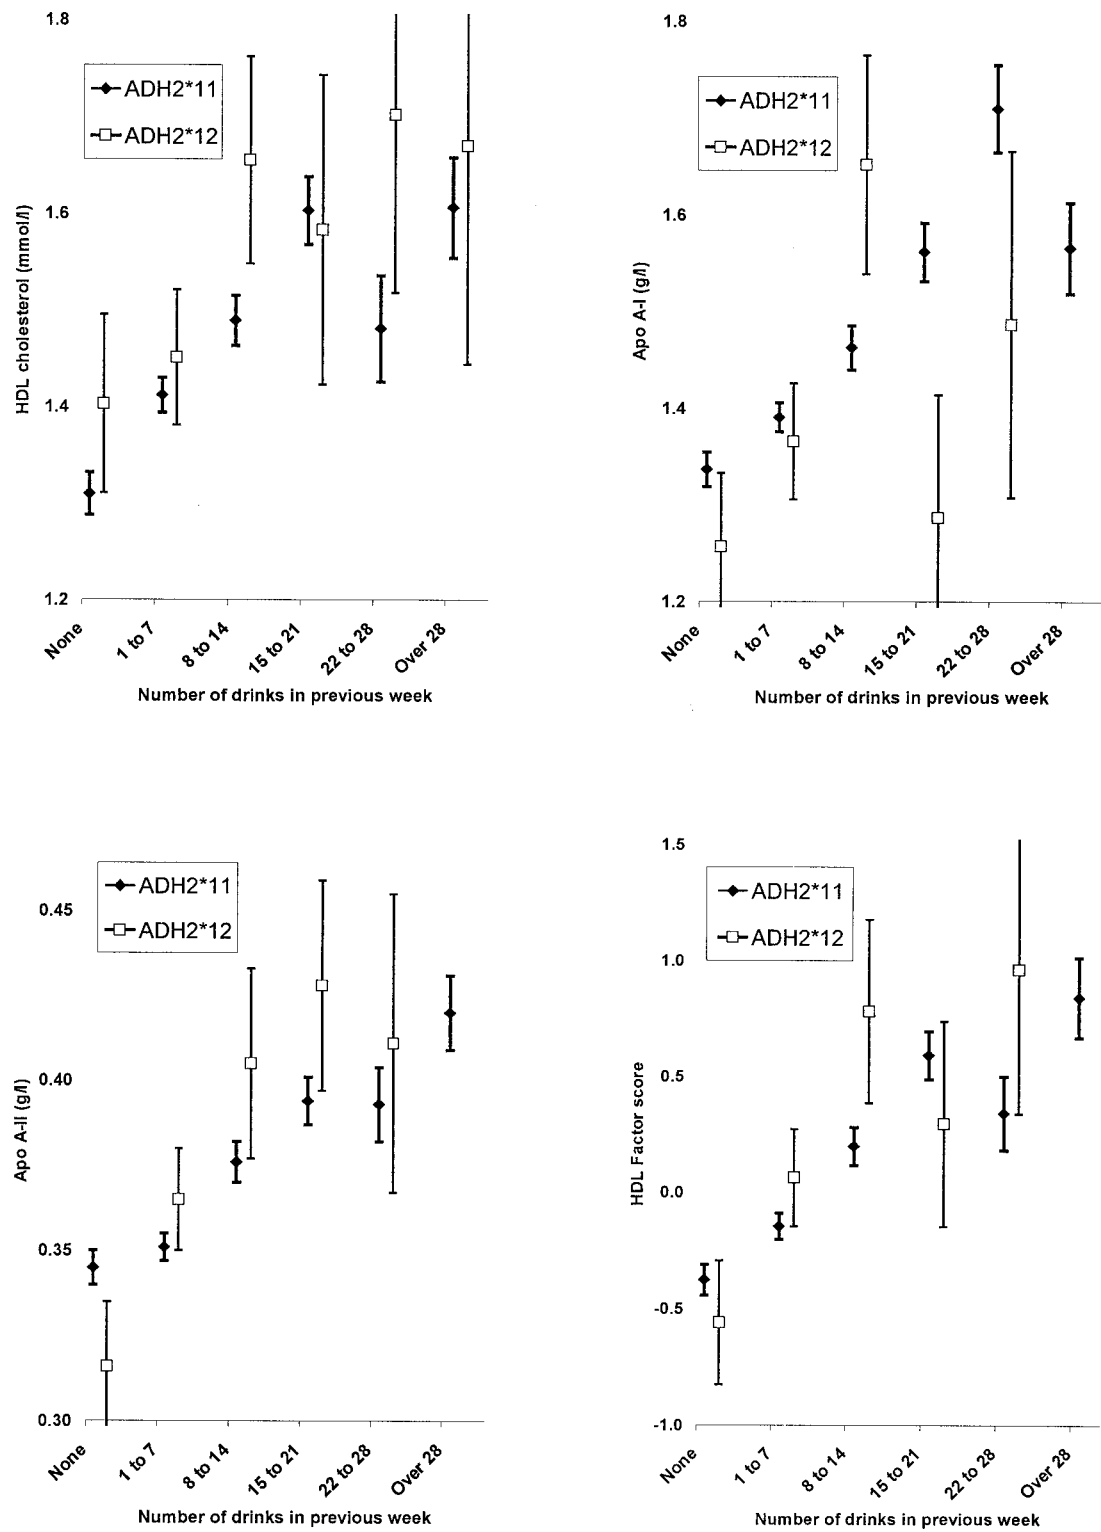 1.8
ADH2*11
ADH2*12
1.6
HDL cholesterol (mmol/l)
1.4
1.2
None
1 to 7
8 to 14
15 to 21
22 to 28
Over 28
Number of drinks in previous week
1.8
ADH2*11
ADH2*12
1.6
Apo A-I (g/l)
1.4
1.2
None
1 to 7
8 to 14
15 to 21
22 to 28
Over 28
Number of drinks in previous week
ADH2*11
ADH2*12
0.45
0.40
Apo A-II (g/l)
0.35
0.30
None
1 to 7
8 to 14
15 to 21
22 to 28
Over 28
Number of drinks in previous week
1.5
ADH2*11
ADH2*12
1.0
0.5
HDL Factor score
0.0
-0.5
-1.0
None
1 to 7
8 to 14
15 to 21
22 to 28
Over 28
Number of drinks in previous week